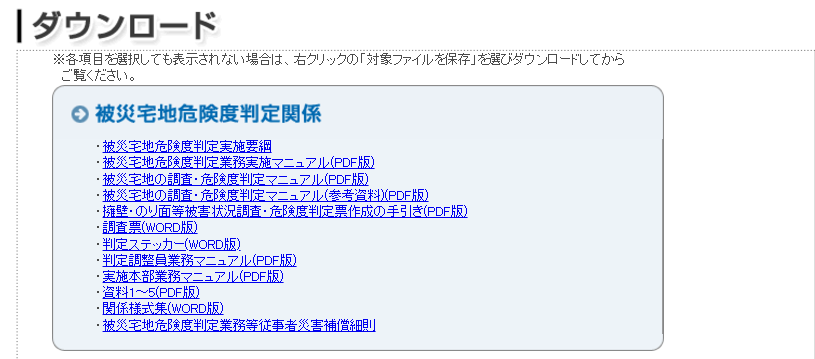 ダウンロード
※各項目を選択しても表示されない場合は、右クリックの「対象ファイルを保存」を選びダウンロードしてから
ご覧ください。
被災宅地危険度判定関係
・被災宅地危険度判定実施要綱
・被災宅地危険度判定業務実施マニュアル(PDF版)
・被災宅地の調査・危険度判定マニュアル(PDF版)
・被災宅地の調査・危険度判定マニュアル(参考資料)(PDF版)
・擁壁・のり面等被害状況調査・危険度判定票作成の手引き(PDF版)
・調査票(WORD版)
・判定ステッカー(WORD版)
・判定調整員業務マニュアル(PDF版)
・実施本部業務マニュアル(PDF版)
・資料1～5(PDF版)
・関係様式集(WORD版)
・被災宅地危険度判定業務等従事者災害補償細則